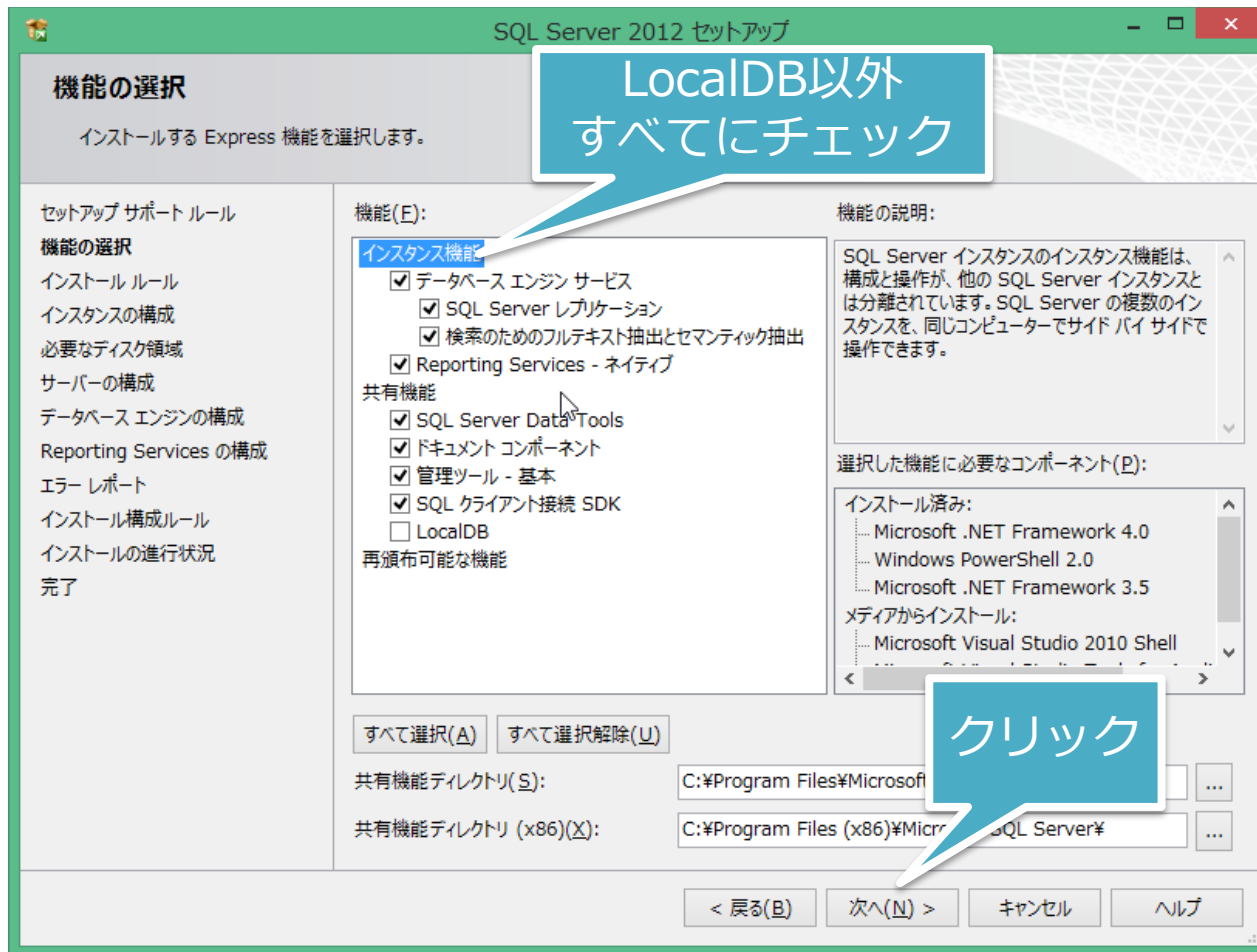 SQL Server 2012 セットアップ
機能の選択
インストールする Express 機能を選択します。
LocalDB以外
すべてにチェック
セットアップ サポート ルール
機能の選択
インストール ルール
インスタンスの構成
必要なディスク領域
サーバーの構成
データベース エンジンの構成
Reporting Services の構成
エラー レポート
インストール構成ルール
インストールの進行状況
完了
機能(F):
インスタンス機能
データベース エンジン サービス
SQL Server レプリケーション
検索のためのフルテキスト抽出とセマンティック抽出
Reporting Services - ネイティブ
共有機能
SQL Server Data Tools
ドキュメント コンポーネント
管理ツール - 基本
SQL クライアント接続 SDK
LocalDB
再頒布可能な機能
機能の説明:
SQL Server インスタンスのインスタンス機能は、
構成と操作が、他の SQL Server インスタンスと
は分離されています。SQL Server の複数のイン
スタンスを、同じコンピューターでサイド バイ サイドで
操作できます。
選択した機能に必要なコンポーネント(P):
インストール済み:
Microsoft .NET Framework 4.0
Windows PowerShell 2.0
Microsoft .NET Framework 3.5
メディアからインストール:
Microsoft Visual Studio 2010 Shell
すべて選択(A)
すべて選択解除(U)
クリック
共有機能ディレクトリ(S):
C:¥Program Files¥Microsoft
...
共有機能ディレクトリ (x86)(X):
C:¥Program Files (x86)¥Micro SQL Server¥
...
< 戻る(B)
次へ(N) >
キャンセル
ヘルプ